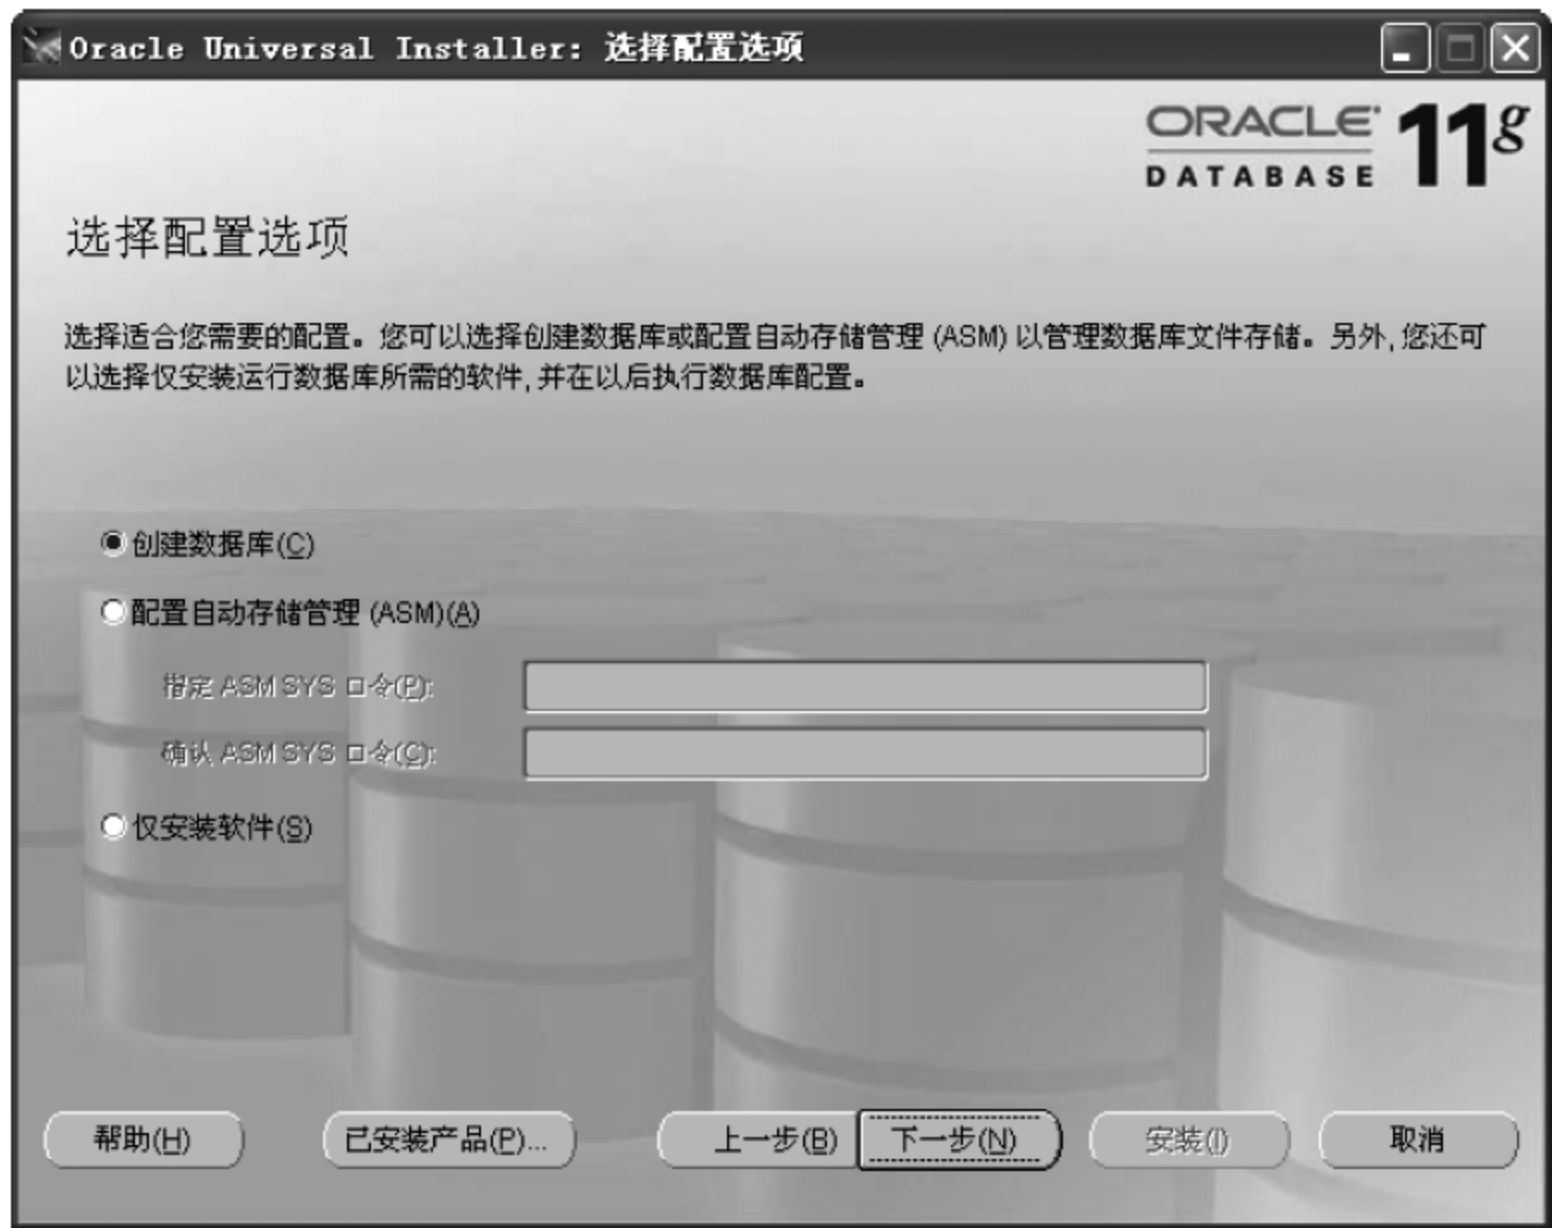 Oracle Universal Installer: 选择配置选项
ORACLE
DATABASE
11g
选择配置选项
选择适合您需要的配置。您可以选择创建数据库或配置自动存储管理 (ASM) 以管理数据库文件存储。另外, 您还可
以选择仅安装运行数据库所需的软件, 并在以后执行数据库配置。
创建数据库(C)
配置自动存储管理 (ASM)(A)
指定 ASM SYS 口令(P):
确认 ASM SYS 口令(C):
仅安装软件(S)
帮助(H) 已安装产品(P)... 上一步(B) 下一步(N) 安装(I) 取消